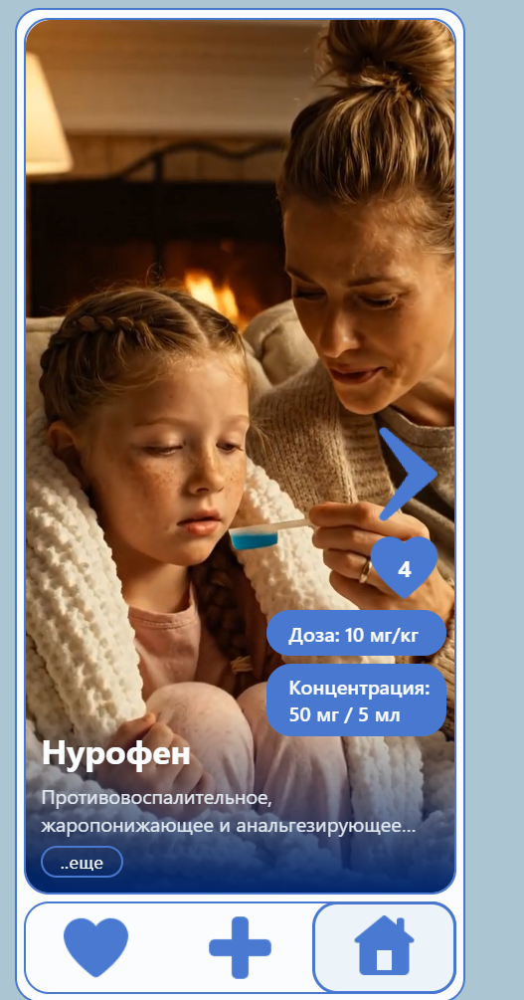 4
Доза: 10 мг/кг
Концентрация:
50 мг / 5 мл
Нурофен
Противовоспалительное,
жаропонижающее и анальгезирующее...
..еще